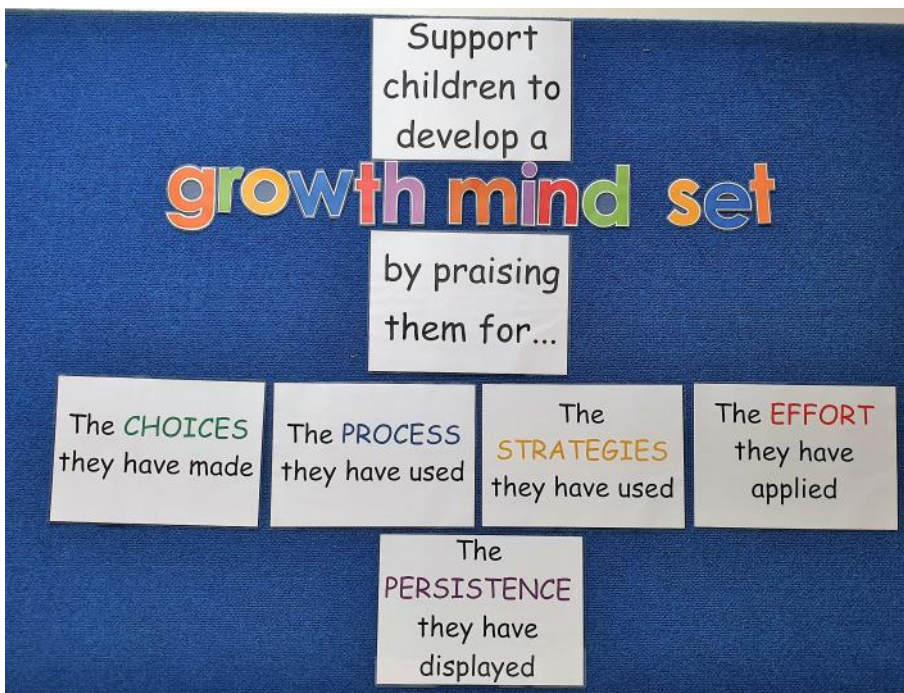 Support
children to
develop a
growth mind set
by praising
them for...
The CHOICES
they have made
The PROCESS
they have used
The
STRATEGIES
they have used
The EFFORT
they have
applied
The
PERSISTENCE
they have
displayed